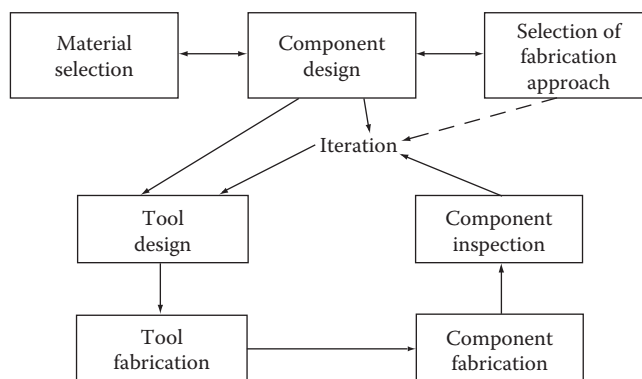 Material
selection
Component
design
Selection of
fabrication
approach
Iteration
Tool
design
Component
inspection
Tool
fabrication
Component
fabrication